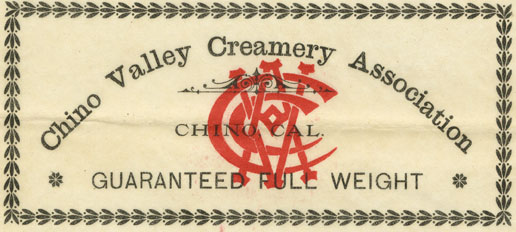 Chino Valley Creamery Association
CHINO, CAL.
GUARANTEED FULL WEIGHT